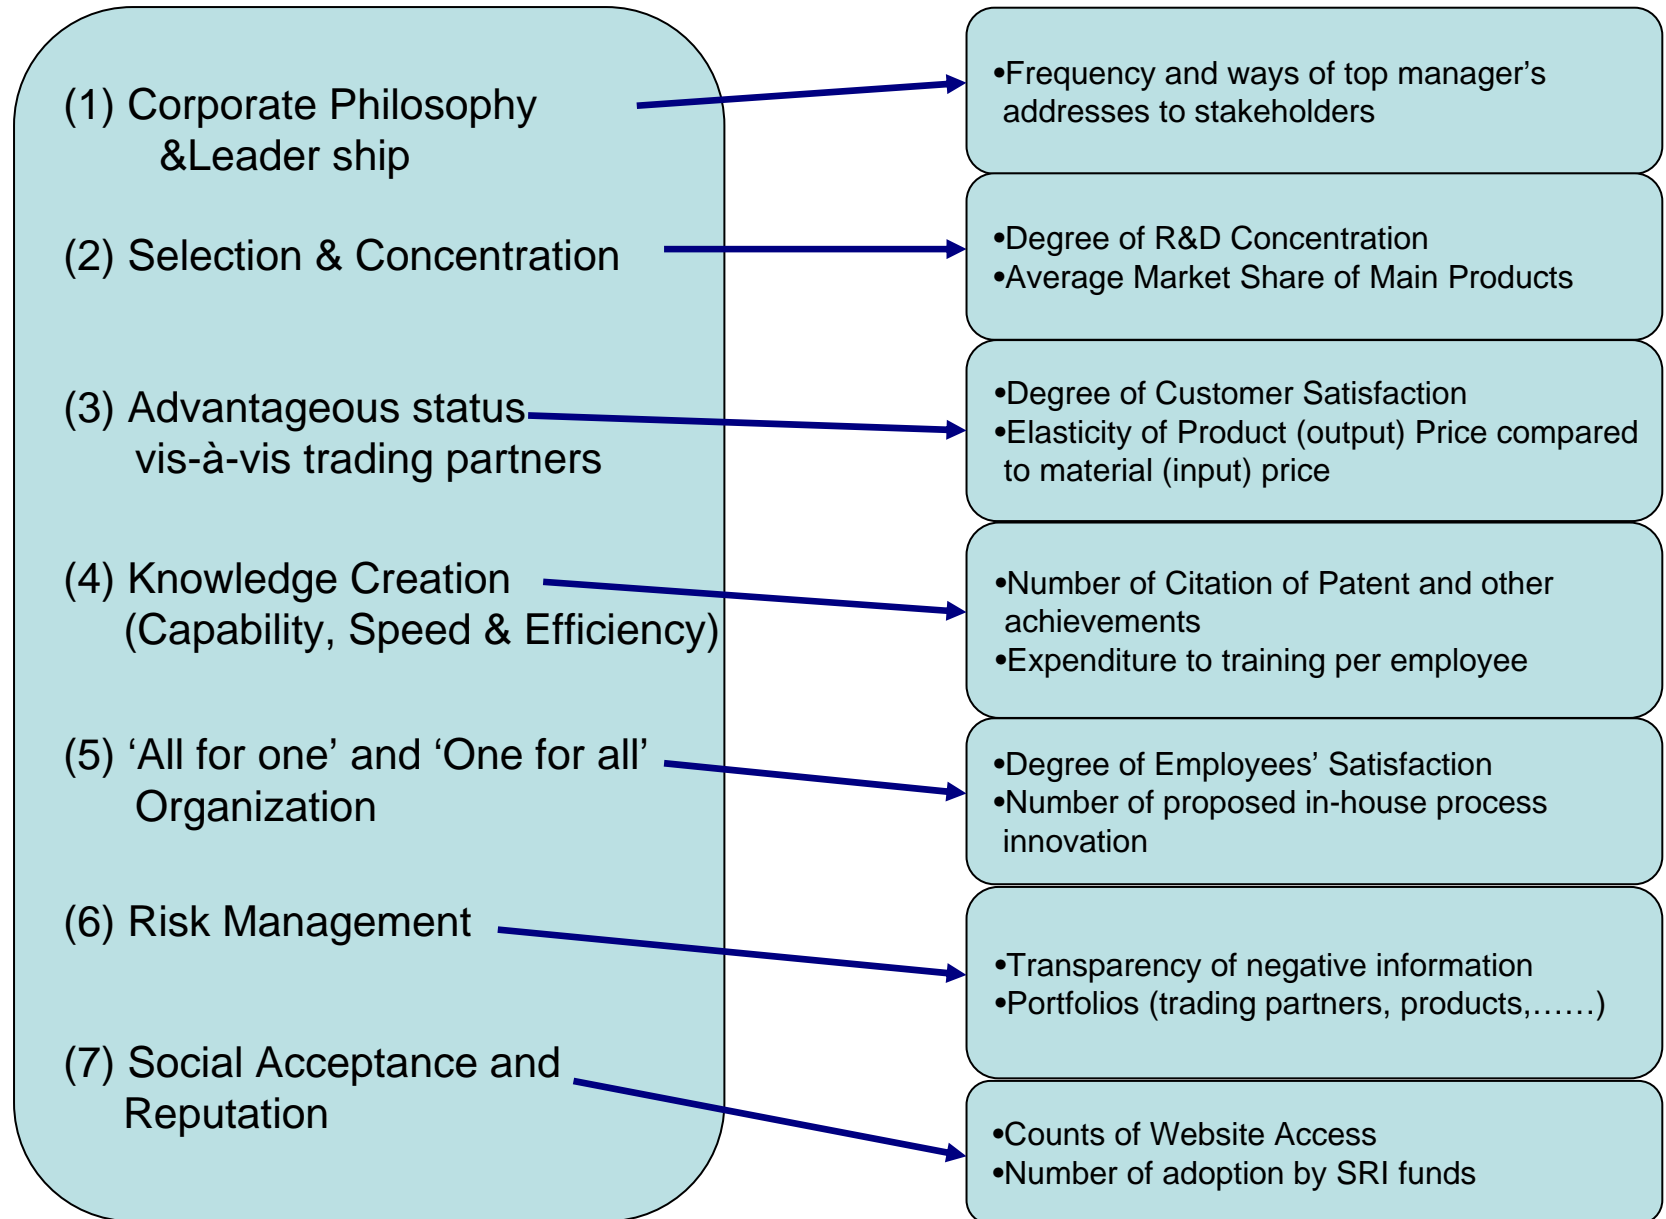 (1) Corporate Philosophy
&Leader ship
(2) Selection & Concentration
(3) Advantageous status
vis-à-vis trading partners
(4) Knowledge Creation
(Capability, Speed & Efficiency)
(5) ‘All for one’ and ‘One for all’
Organization
(6) Risk Management
(7) Social Acceptance and
Reputation
•Frequency and ways of top manager’s
addresses to stakeholders
•Degree of R&D Concentration
•Average Market Share of Main Products
•Degree of Customer Satisfaction
•Elasticity of Product (output) Price compared
to material (input) price
•Number of Citation of Patent and other
achievements
•Expenditure to training per employee
•Degree of Employees’ Satisfaction
•Number of proposed in-house process
innovation
•Transparency of negative information
•Portfolios (trading partners, products,……)
•Counts of Website Access
•Number of adoption by SRI funds